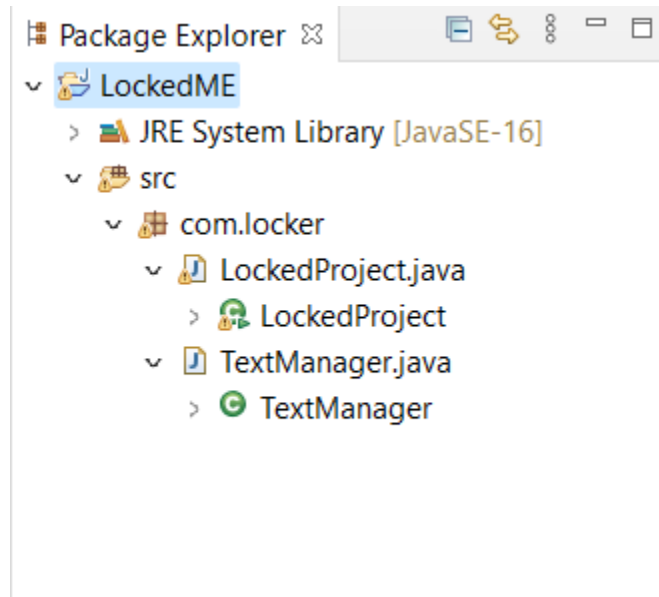 Package Explorer
LockedME
JRE System Library [JavaSE-16]
src
com.locker
LockedProject.java
LockedProject
TextManager.java
TextManager